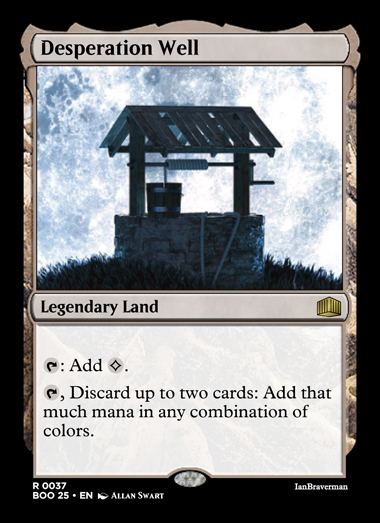 Desperation Well
Legendary Land
: Add .
, Discard up to two cards: Add that
much mana in any combination of
colors.
R 0037
BOO 25 • EN Allan Swart
IanBraverman